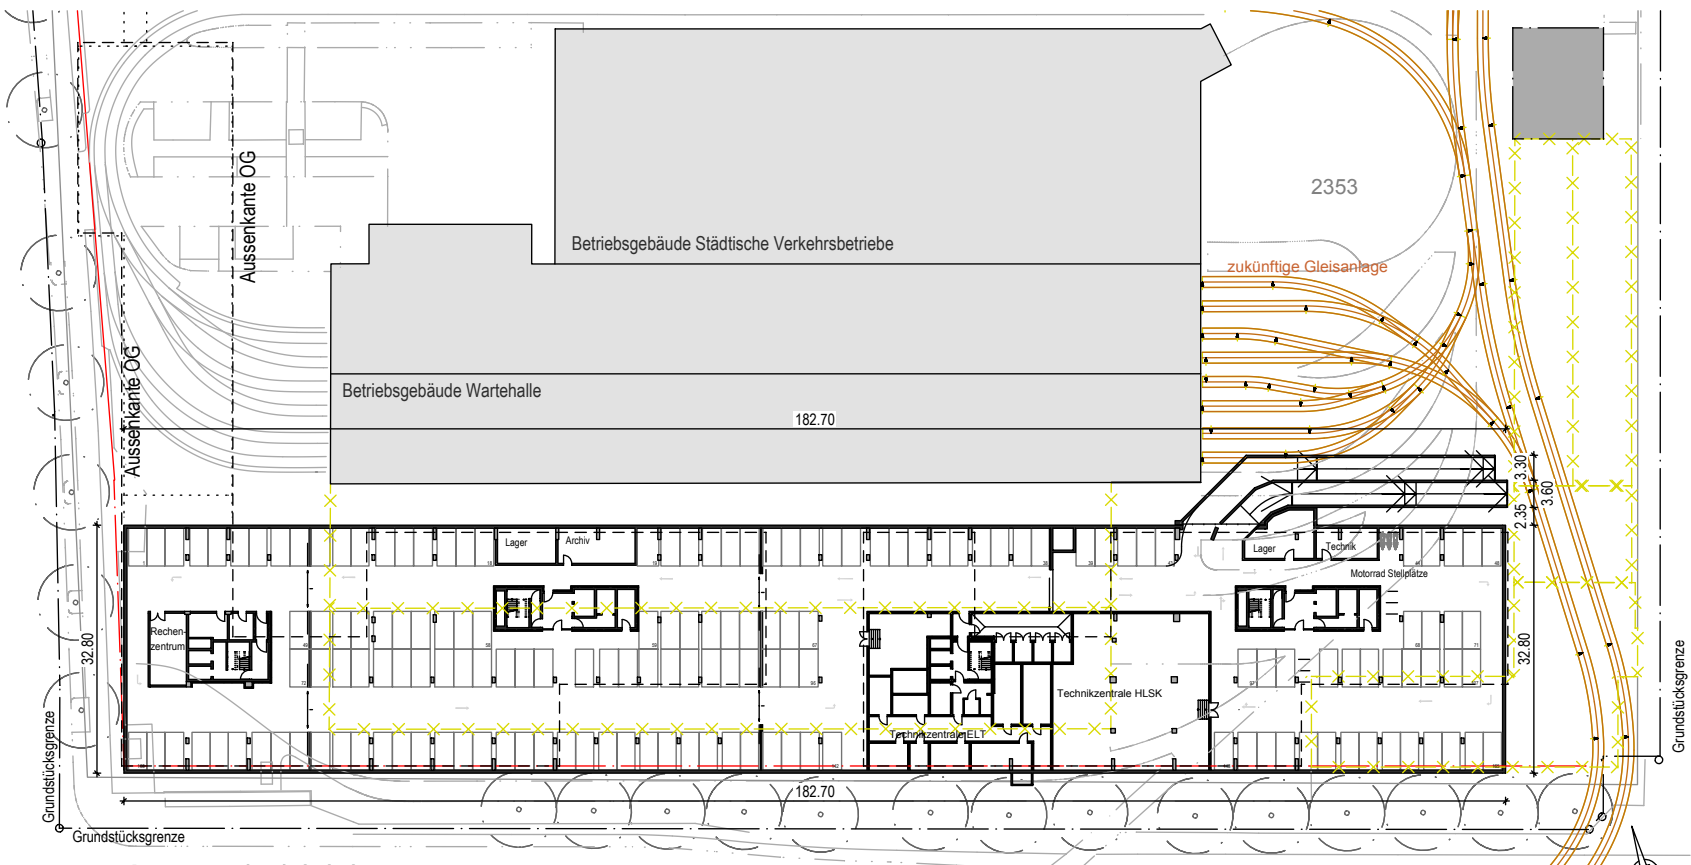 Aussenkante OG
2353
Betriebsgebäude Städtische Verkehrsbetriebe
zukünftige Gleisanlage
Aussenkante OG
Betriebsgebäude Wartehalle
182.70
3.30
3.60
2.35
Lager
Archiv
Lager
Technik
Motorrad Stellplätze
Rechen-
zentrum
32.80
32.80
Technikzentrale HLSK
Technikzentrale ELT
Grundstücksgrenze
Grundstücksgrenze
182.70
Grundstücksgrenze